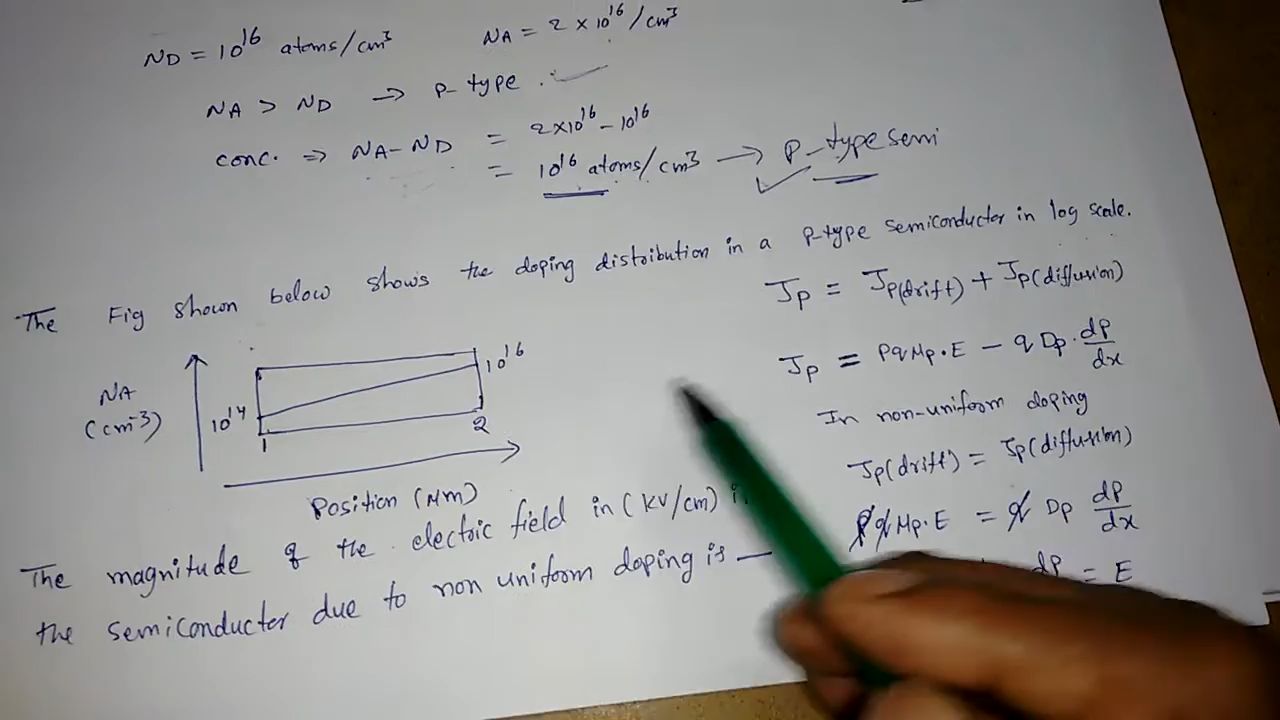 ND = 10^16 atoms/cm³ NA = 2×10^16/cm³
NA > ND → P-type.
conc. ⇒ NA-ND = 2×10^16 - 10^16
= 10^16 atoms/cm³ → P-type semi
The Fig shown below shows the doping distribution in a P-type semiconductor in log scale.
NA
(cm-3)
10^14
10^16
1
2
Position (μm)
The magnitude of the electric field in (KV/cm) in
the semiconductor due to non uniform doping is —
Jp = Jp(drift) + Jp(diffusion)
Jp = Pqμp.E - qDp.dp/dx
In non-uniform doping
Jp(drift) = Jp(diffusion)
Pqμp.E = qDp dp/dx
dp = E